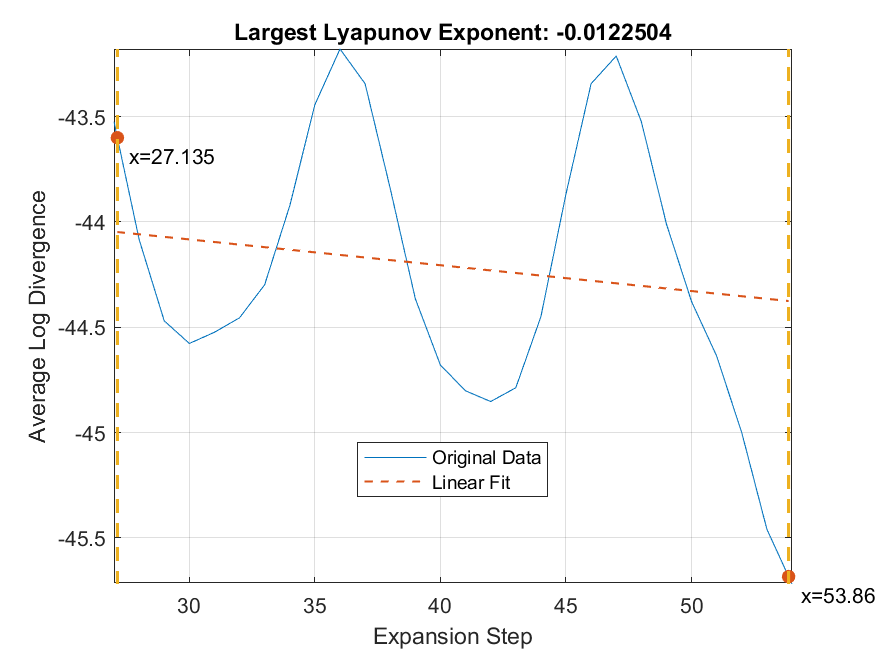 Largest Lyapunov Exponent: -0.0122504
-43.5
x=27.135
-44
Average Log Divergence
-44.5
-45
Original Data
Linear Fit
-45.5
x=53.86
30
35
40
45
50
Expansion Step